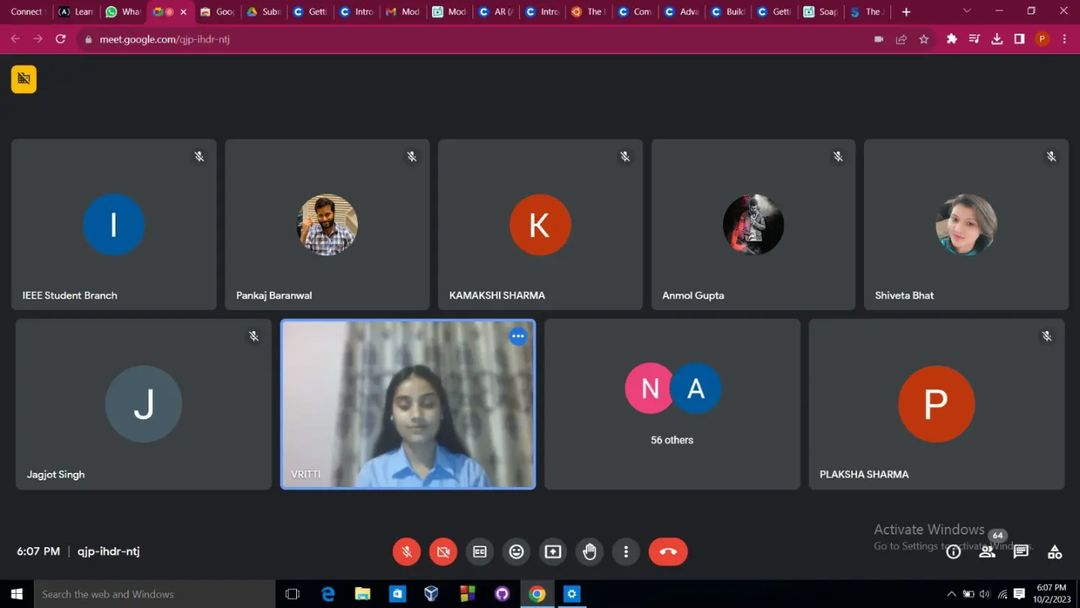 Connect
Learn
What
Goo
Subi
Getti
Intro
Mod
Mod
AR (
Intro
The
Com
Adva
Build
Getti
Soap
The
meet.google.com/qjp-ihdr-ntj
P
I
K
IEEE Student Branch
Pankaj Baranwal
KAMAKSHI SHARMA
Anmol Gupta
Shiveta Bhat
J
N A
P
56 others
Jagjot Singh
VRITTI
PLAKSHA SHARMA
Activate Windows
Go to Settings to activate Windows.
64
6:07 PM | qjp-ihdr-ntj
CC
Search the web and Windows
6:07 PM
10/2/2023